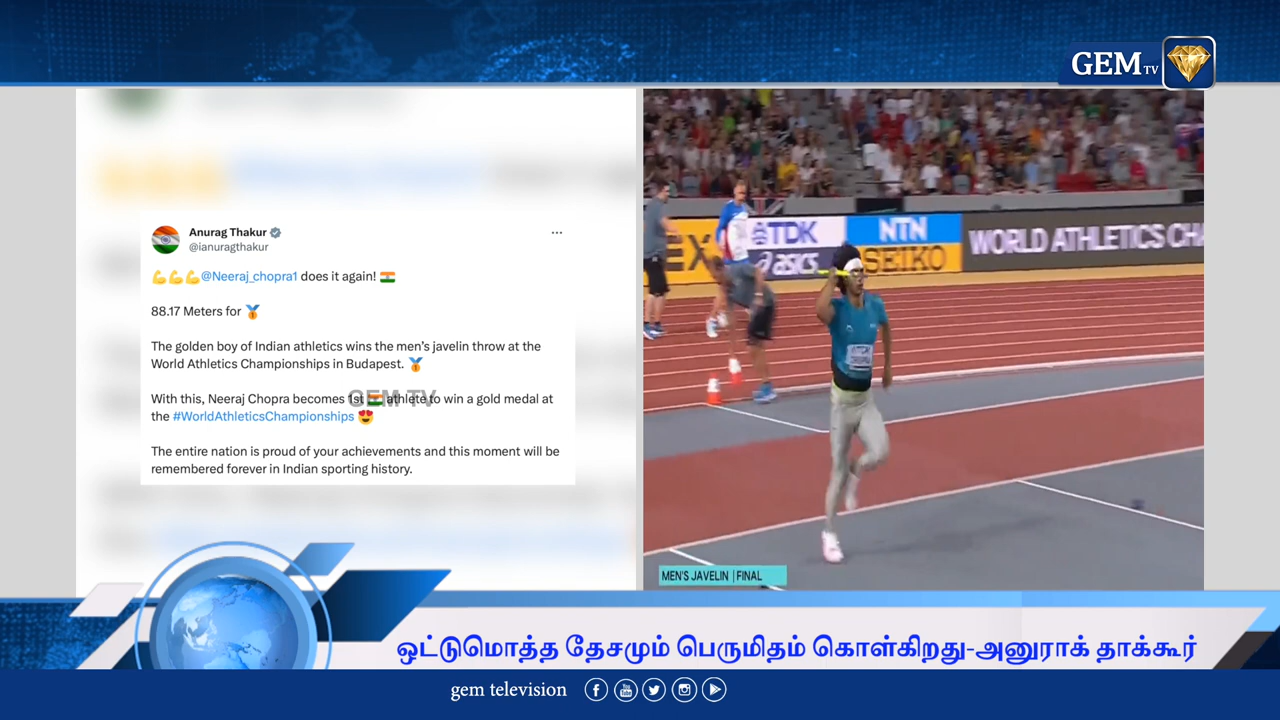 GEM TV
Anurag Thakur
@ianuragthakur
💪💪💪@Neeraj_chopra1 does it again! 🇮🇳
88.17 Meters for 🥇
The golden boy of Indian athletics wins the men's javelin throw at the
World Athletics Championships in Budapest. 🥇
With this, Neeraj Chopra becomes 1st 🇮🇳 athlete to win a gold medal at
the #WorldAthleticsChampionships 😍
The entire nation is proud of your achievements and this moment will be
remembered forever in Indian sporting history.
GEM TV
TDK
asics
NTN
SEIKO
WORLD ATHLETICS CHA
MEN'S JAVELIN | FINAL
ஒட்டுமொத்த தேசமும் பெருமிதம் கொள்கிறது-அனுராக் தாக்கூர்
gem television